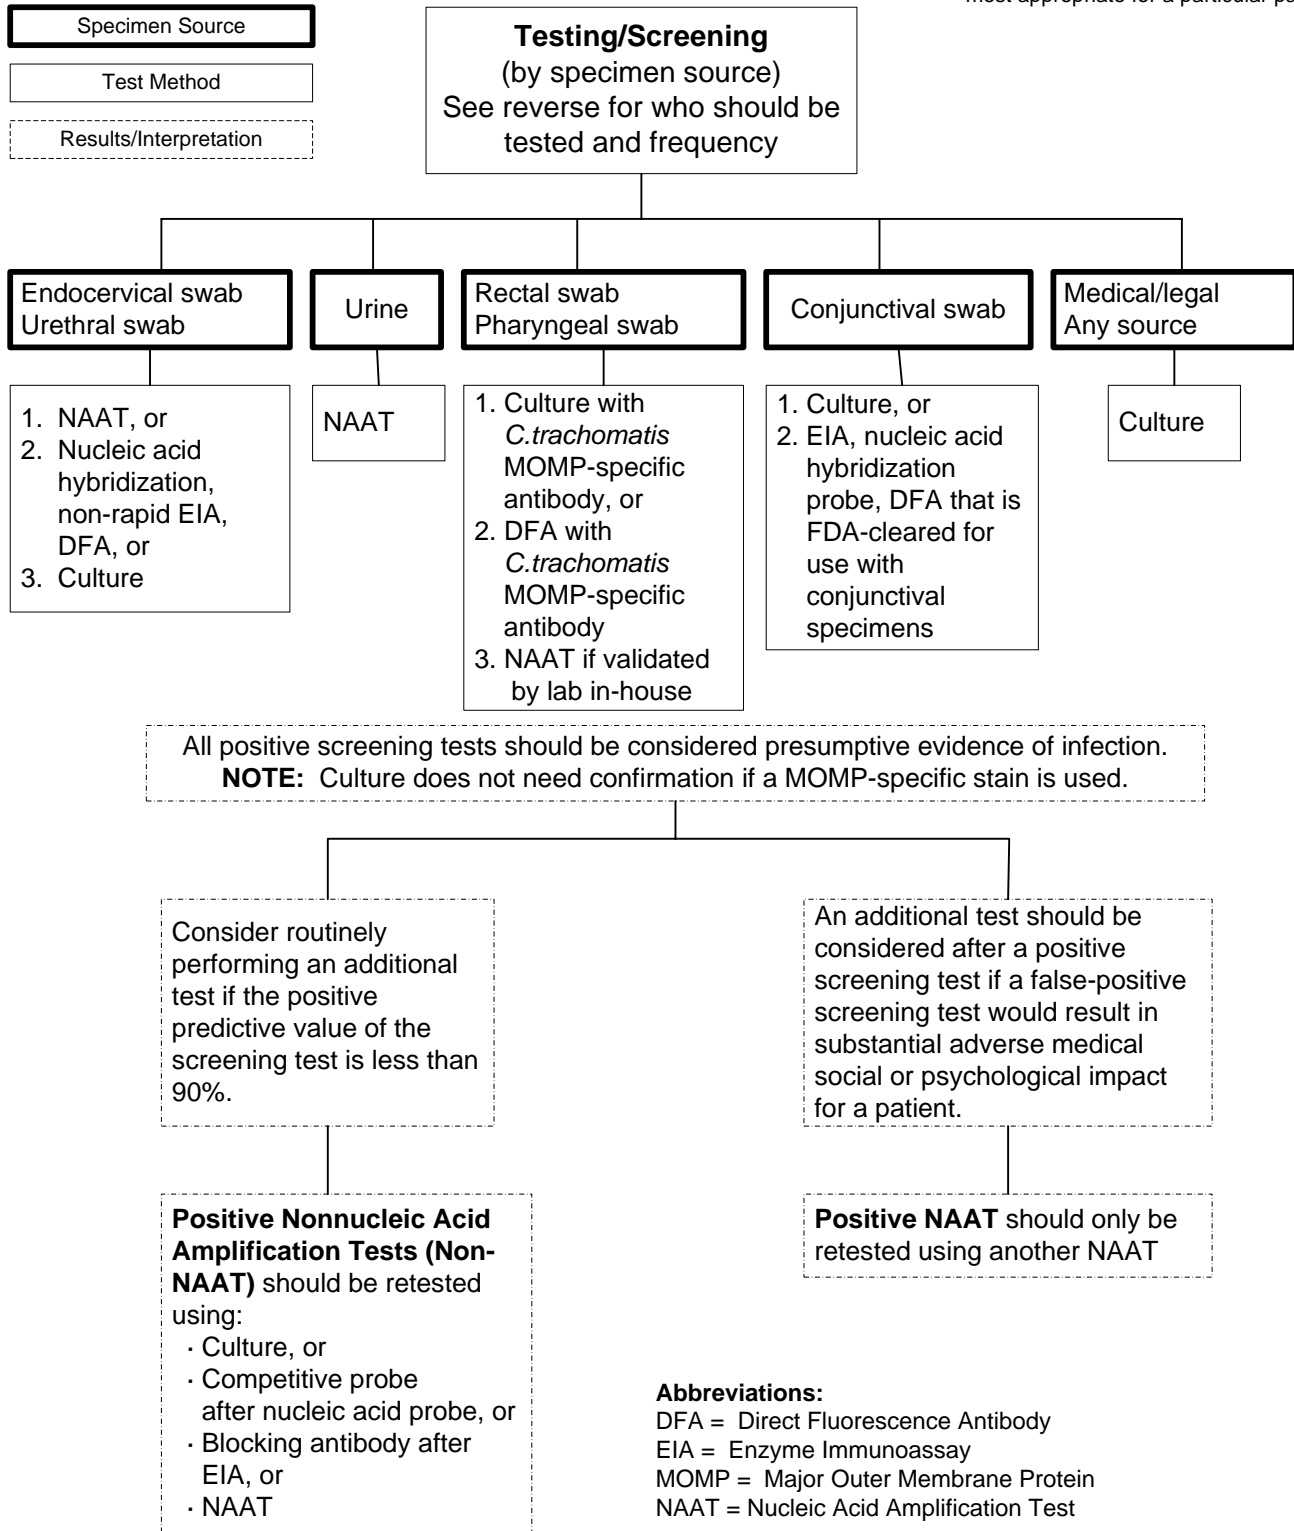 most appropriate for a particular
Specimen Source
Test Method
Results/Interpretation
Testing/Screening
(by specimen source)
See reverse for who should be
tested and frequency
Endocervical swab
Urethral swab
Urine
Rectal swab
Pharyngeal swab
Conjunctival swab
Medical/legal
Any source
1. NAAT, or
2. Nucleic acid
hybridization,
non-rapid EIA,
DFA, or
3. Culture
NAAT
1. Culture with
C.trachomatis
MOMP-specific
antibody, or
2. DFA with
C.trachomatis
MOMP-specific
antibody
3. NAAT if validated
by lab in-house
1. Culture, or
2. EIA, nucleic acid
hybridization
probe, DFA that is
FDA-cleared for
use with
conjunctival
specimens
Culture
All positive screening tests should be considered presumptive evidence of infection.
NOTE: Culture does not need confirmation if a MOMP-specific stain is used.
Consider routinely
performing an additional
test if the positive
predictive value of the
screening test is less than
90%.
An additional test should be
considered after a positive
screening test if a false-positive
screening test would result in
substantial adverse medical
social or psychological impact
for a patient.
Positive Nonnucleic Acid
Amplification Tests (Non-
NAAT) should be retested
using:
· Culture, or
· Competitive probe
after nucleic acid probe, or
· Blocking antibody after
EIA, or
· NAAT
Positive NAAT should only be
retested using another NAAT
Abbreviations:
DFA = Direct Fluorescence Antibody
EIA = Enzyme Immunoassay
MOMP = Major Outer Membrane Protein
NAAT = Nucleic Acid Amplification Test